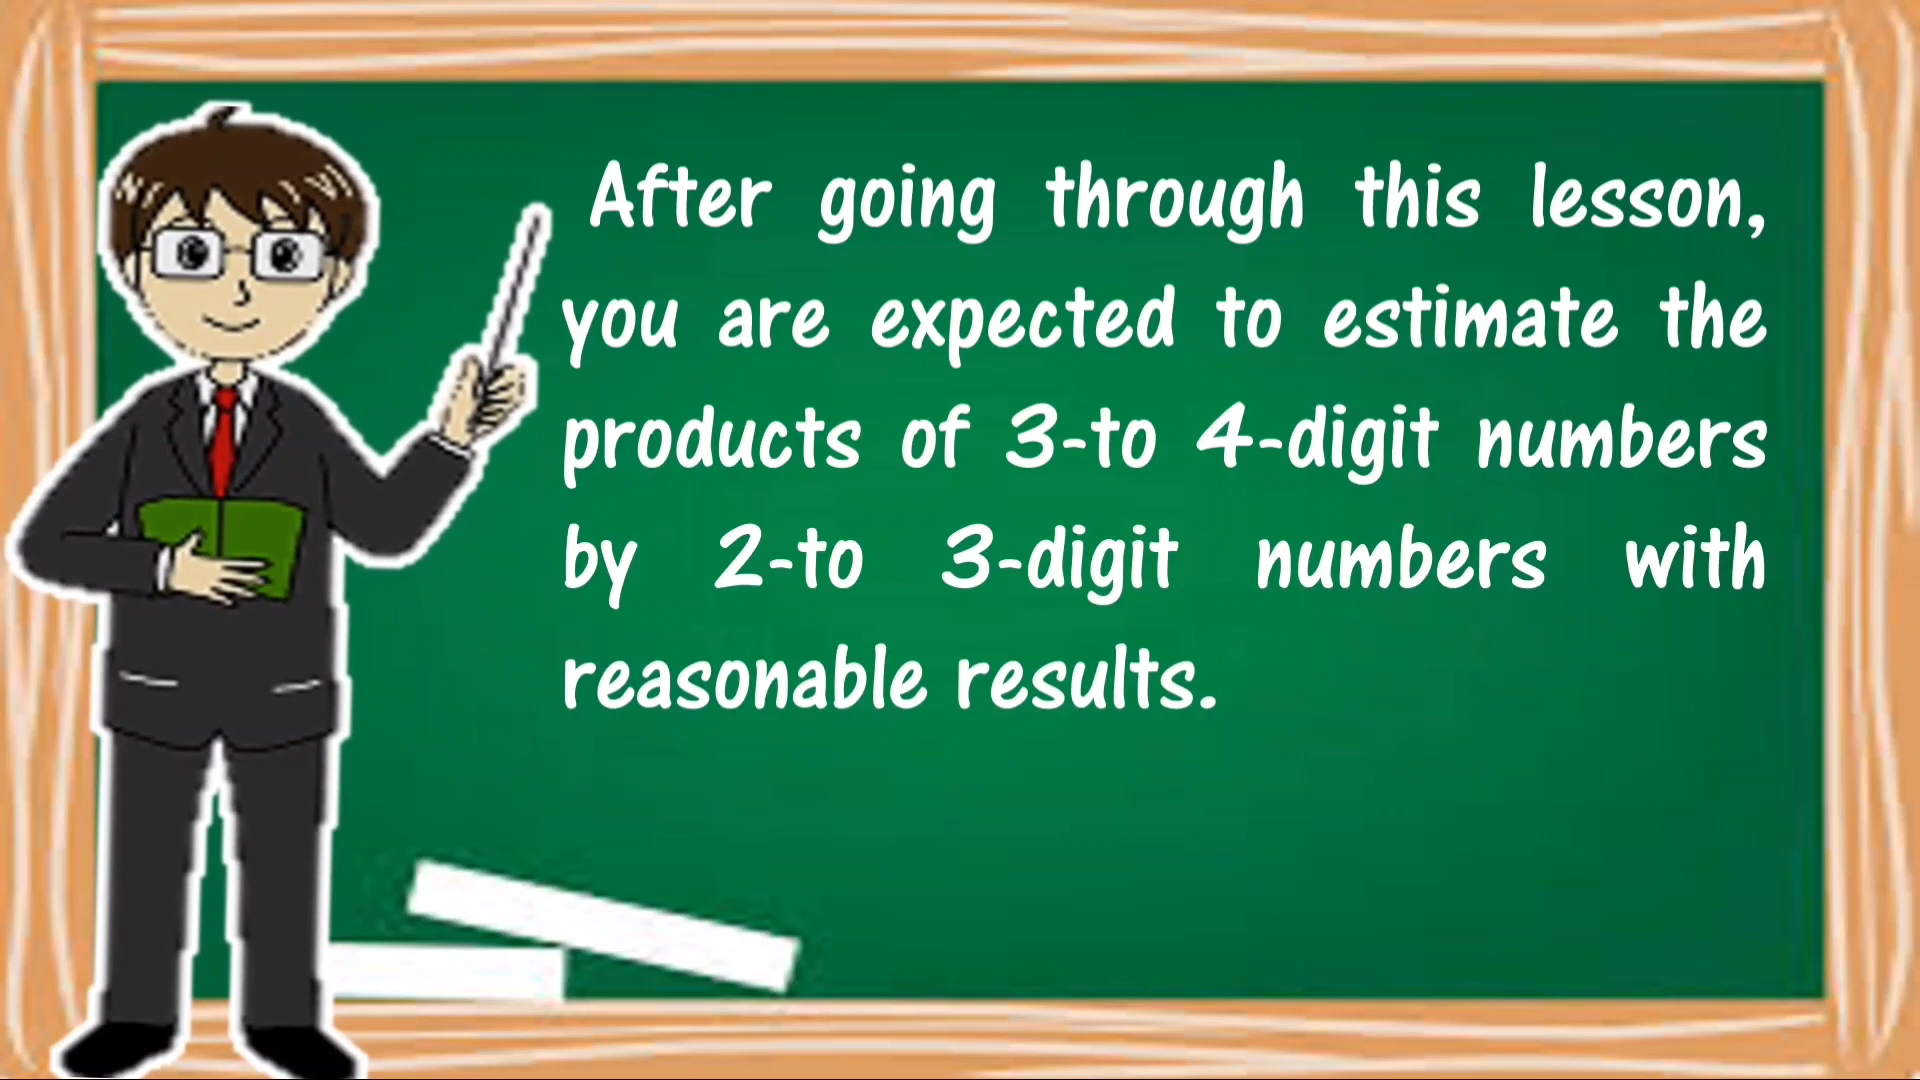 After going through this lesson,
you are expected to estimate the
products of 3-to 4-digit numbers
by 2-to 3-digit numbers with
reasonable results.